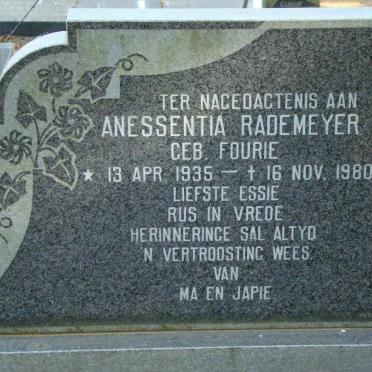 TER NAGEDAGTENIS AAN
ANESSENTIA RADEMEYER
GEB. FOURIE
★ 13 APR. 1935 — † 16 NOV. 1980
LIEFSTE ESSIE
RUS IN VREDE
HERINNERINGE SAL ALTYD
'N VERTROOSTING WEES.
VAN
MA EN JAPIE